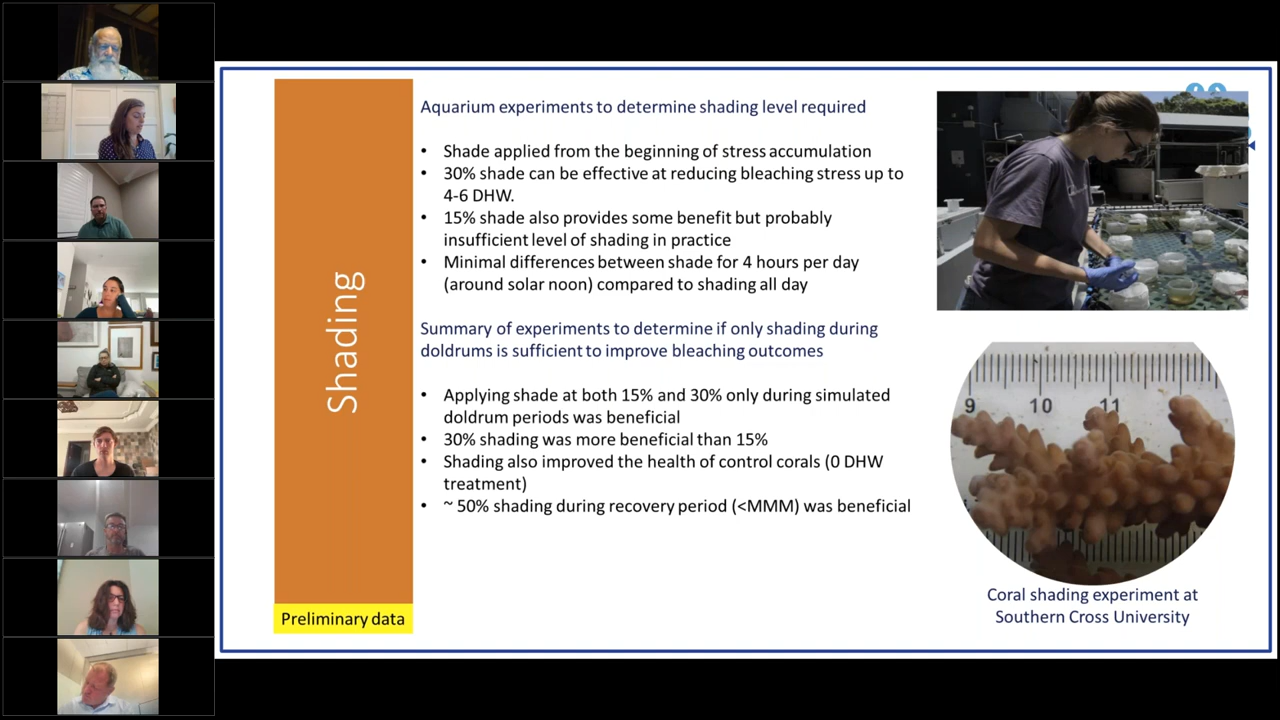 Shading
Preliminary data
Aquarium experiments to determine shading level required
• Shade applied from the beginning of stress accumulation
• 30% shade can be effective at reducing bleaching stress up to
4-6 DHW.
• 15% shade also provides some benefit but probably
insufficient level of shading in practice
• Minimal differences between shade for 4 hours per day
(around solar noon) compared to shading all day
Summary of experiments to determine if only shading during
doldrums is sufficient to improve bleaching outcomes
• Applying shade at both 15% and 30% only during simulated
doldrum periods was beneficial
• 30% shading was more beneficial than 15%
• Shading also improved the health of control corals (0 DHW
treatment)
• ~ 50% shading during recovery period (<MMM) was beneficial
9 10 11
Coral shading experiment at
Southern Cross University